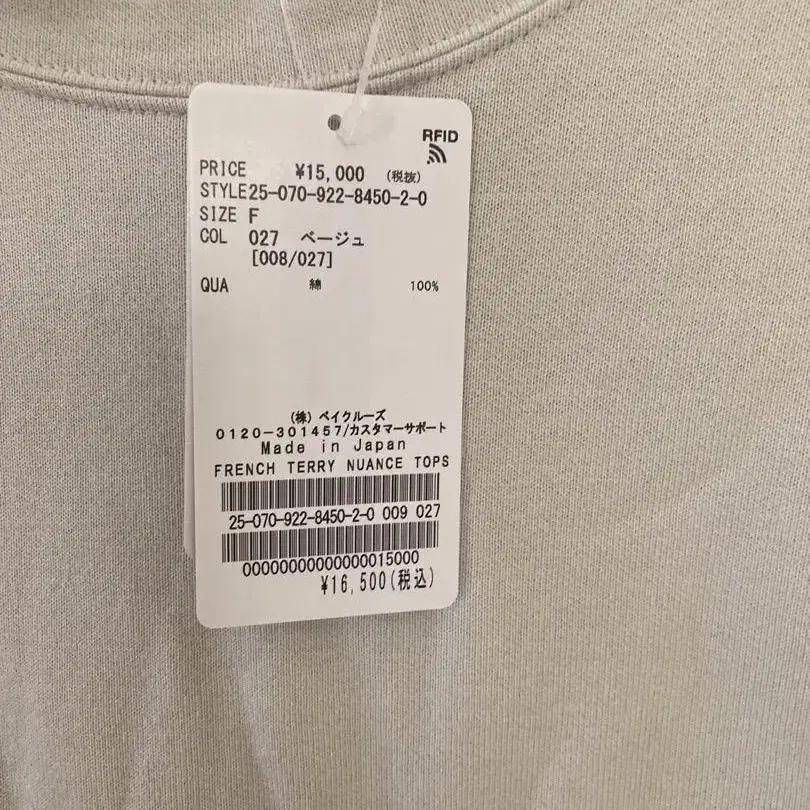 RFID
PRICE ¥15,000 (税抜)
STYLE25-070-922-8450-2-0
SIZE F
COL 027 ベージュ
[008/027]
QUA 綿 100%
(株) ベイクルーズ
0120-301457/カスタマーサポート
Made in Japan
FRENCH TERRY NUANCE TOPS
25-070-922-8450-2-0 009 027
00000000000000015000
¥16,500(税込)